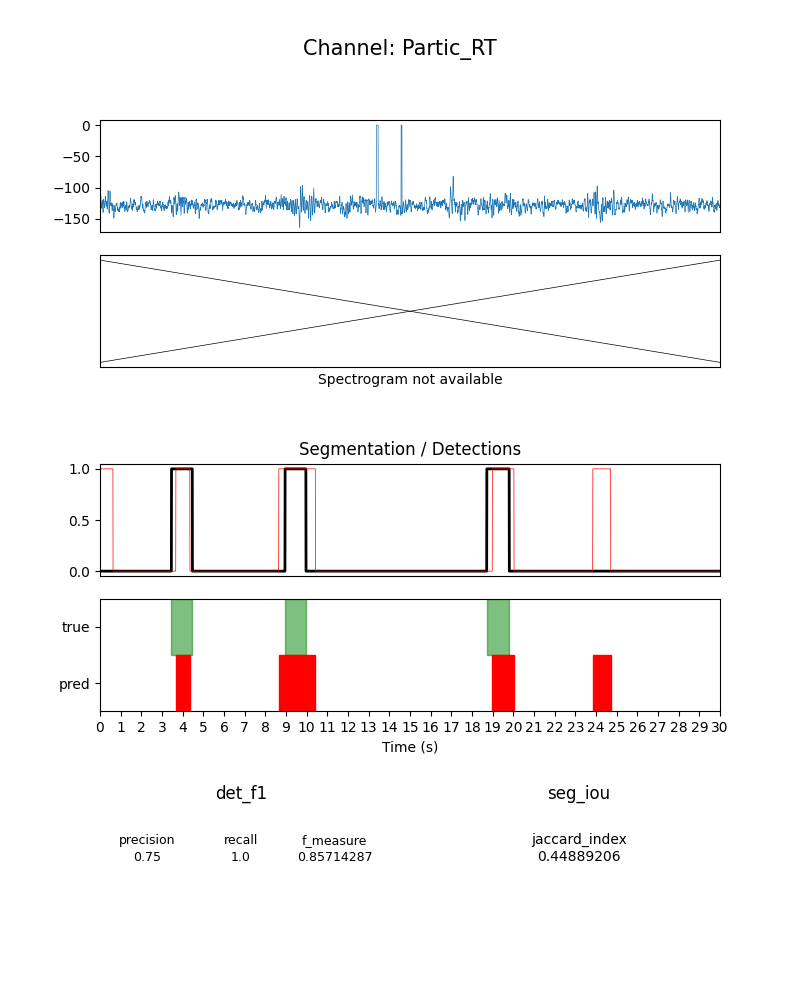 Channel: Partic_RT
0
−50
−100
−150
Spectrogram not available
Segmentation / Detections
1.0
0.5
0.0
true
pred
0 1 2 3 4 5 6 7 8 9 10 11 12 13 14 15 16 17 18 19 20 21 22 23 24 25 26 27 28 29 30
Time (s)
det_f1 seg_iou
precision recall f_measure jaccard_index
0.75 1.0 0.85714287 0.44889206